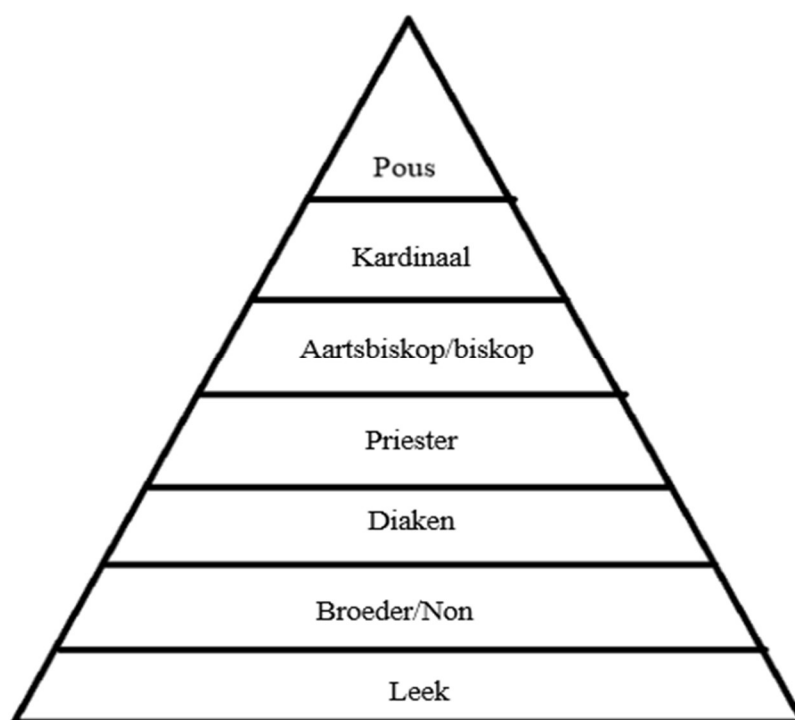 Pous
Kardinaal
Aartsbiskop/biskop
Priester
Diaken
Broeder/Non
Leek